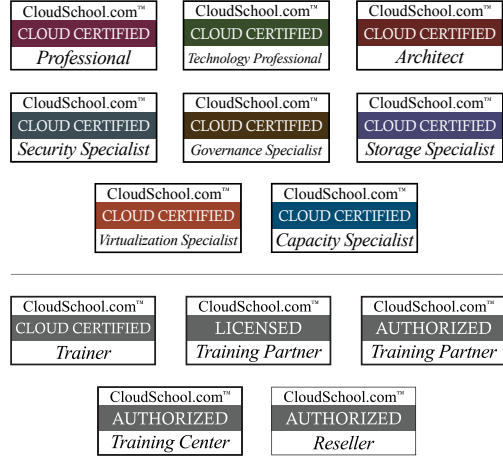 CloudSchool.com™ CloudSchool.com™ CloudSchool.com™
CLOUD CERTIFIED CLOUD CERTIFIED CLOUD CERTIFIED
Professional Technology Professional Architect
CloudSchool.com™ CloudSchool.com™ CloudSchool.com™
CLOUD CERTIFIED CLOUD CERTIFIED CLOUD CERTIFIED
Security Specialist Governance Specialist Storage Specialist
CloudSchool.com™ CloudSchool.com™
CLOUD CERTIFIED CLOUD CERTIFIED
Virtualization Specialist Capacity Specialist
CloudSchool.com™ CloudSchool.com™ CloudSchool.com™
CLOUD CERTIFIED LICENSED AUTHORIZED
Trainer Training Partner Training Partner
CloudSchool.com™ CloudSchool.com™
AUTHORIZED AUTHORIZED
Training Center Reseller